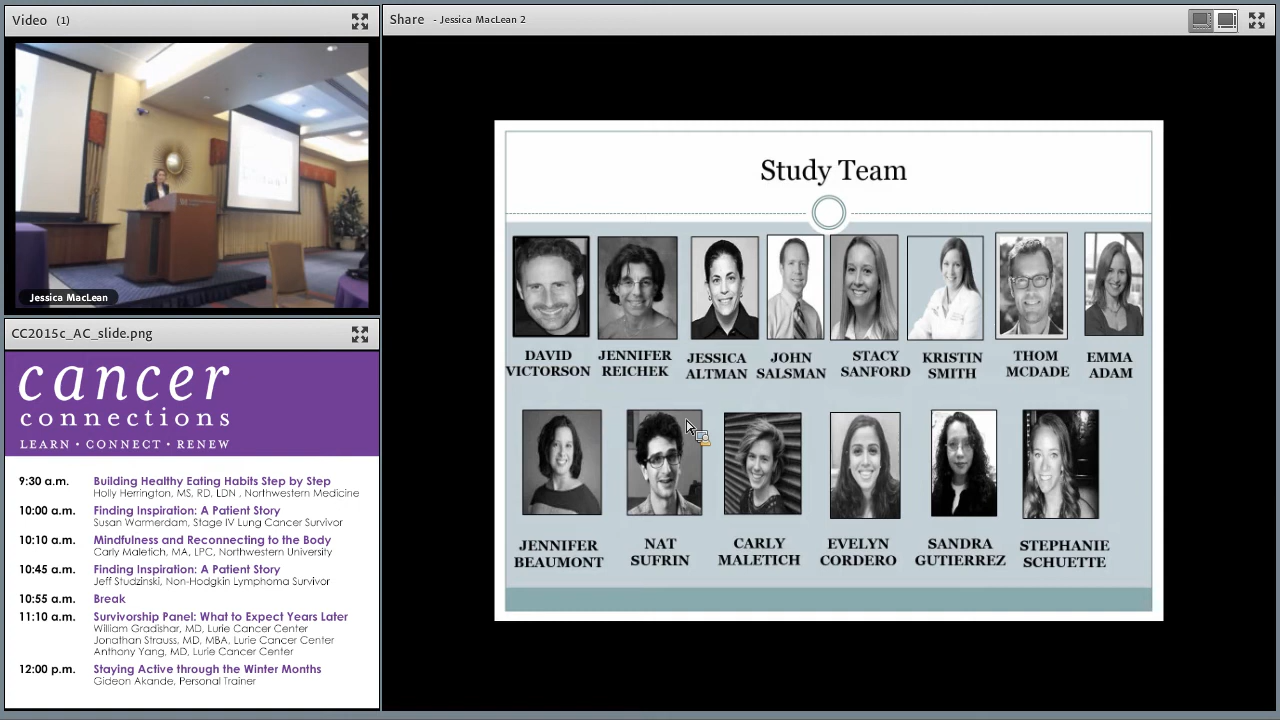 Video (1)
Jessica MacLean
CC2015c_AC_slide.png
cancer
connections
LEARN • CONNECT • RENEW
9:30 a.m. Building Healthy Eating Habits Step by Step
Holly Herrington, MS, RD, LDN , Northwestern Medicine
10:00 a.m. Finding Inspiration: A Patient Story
Susan Warmerdam, Stage IV Lung Cancer Survivor
10:10 a.m. Mindfulness and Reconnecting to the Body
Carly Maletich, MA, LPC, Northwestern University
10:45 a.m. Finding Inspiration: A Patient Story
Jeff Studzinski, Non-Hodgkin Lymphoma Survivor
10:55 a.m. Break
11:10 a.m. Survivorship Panel: What to Expect Years Later
William Gradishar, MD, Lurie Cancer Center
Jonathan Strauss, MD, MBA, Lurie Cancer Center
Anthony Yang, MD, Lurie Cancer Center
12:00 p.m. Staying Active through the Winter Months
Gideon Akande, Personal Trainer
Share - Jessica MacLean 2
Study Team
DAVID VICTORSON
JENNIFER REICHEK
JESSICA ALTMAN
JOHN SALSMAN
STACY SANFORD
KRISTIN SMITH
THOM MCDADE
EMMA ADAM
JENNIFER BEAUMONT
NAT SUFRIN
CARLY MALETICH
EVELYN CORDERO
SANDRA GUTIERREZ
STEPHANIE SCHUETTE